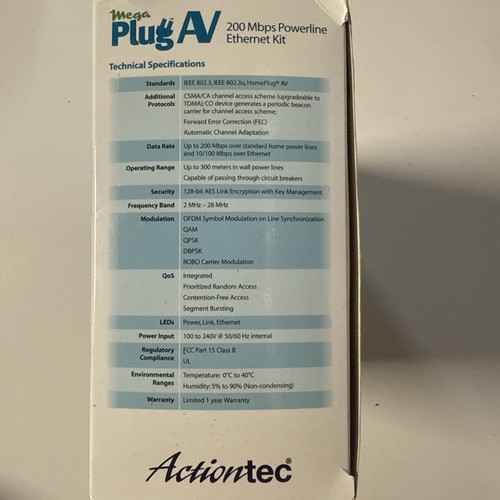 mega
Plug AV 200 Mbps Powerline
Ethernet Kit
Technical Specifications
Standards IEEE 802.3, IEEE 802.3u, HomePlug® AV
Additional CSMA/CA channel access scheme (upgradeable to
Protocols TDMA); CO device generates a periodic beacon
carrier for channel access scheme;
Forward Error Correction (FEC)
Automatic Channel Adaptation
Data Rate Up to 200 Mbps over standard home power lines
and 10/100 Mbps over Ethernet
Operating Range Up to 300 meters in wall power lines
Capable of passing through circuit breakers
Security 128-bit AES Link Encryption with Key Management
Frequency Band 2 MHz – 28 MHz
Modulation OFDM Symbol Modulation on Line Synchronization
QAM
QPSK
DBPSK
ROBO Carrier Modulation
QoS Integrated
Prioritized Random Access
Contention-Free Access
Segment Bursting
LEDs Power, Link, Ethernet
Power Input 100 to 240V @ 50/60 Hz internal
Regulatory FCC Part 15 Class B
Compliance UL
Environmental Temperature: 0°C to 40°C
Ranges Humidity: 5% to 90% (Non-condensing)
Warranty Limited 1 year Warranty
Actiontec®